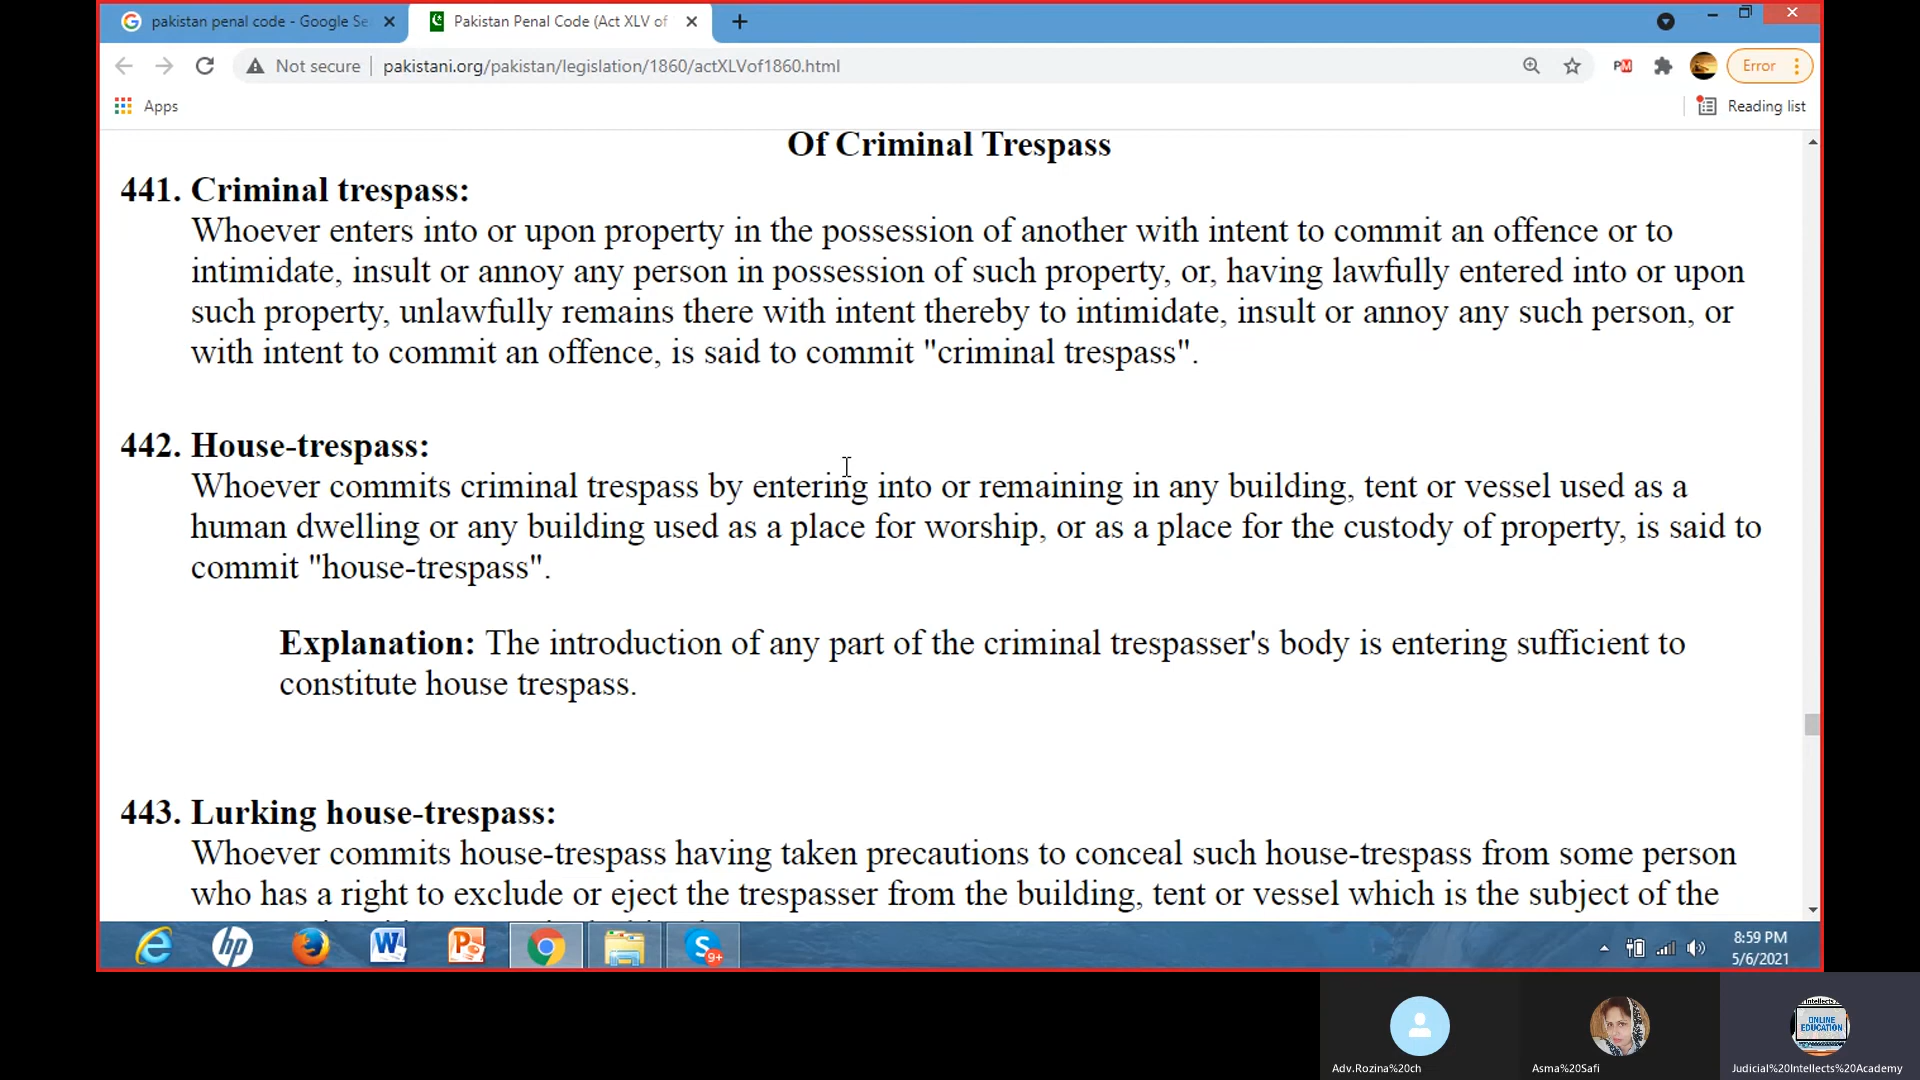 pakistan penal code - Google Se
Pakistan Penal Code (Act XLV of
Not secure
pakistani.org/pakistan/legislation/1860/actXLVof1860.html
PM
Error
Apps
Reading list
Of Criminal Trespass
441. Criminal trespass:
Whoever enters into or upon property in the possession of another with intent to commit an offence or to
intimidate, insult or annoy any person in possession of such property, or, having lawfully entered into or upon
such property, unlawfully remains there with intent thereby to intimidate, insult or annoy any such person, or
with intent to commit an offence, is said to commit "criminal trespass".
442. House-trespass:
Whoever commits criminal trespass by entering into or remaining in any building, tent or vessel used as a
human dwelling or any building used as a place for worship, or as a place for the custody of property, is said to
commit "house-trespass".
Explanation: The introduction of any part of the criminal trespasser's body is entering sufficient to
constitute house trespass.
443. Lurking house-trespass:
Whoever commits house-trespass having taken precautions to conceal such house-trespass from some person
who has a right to exclude or eject the trespasser from the building, tent or vessel which is the subject of the
hp
9+
8:59 PM
5/6/2021
ONLINE
EDUCATION
Adv.Rozina%20ch
Asma%20Safi
Judicial%20Intellects%20Academy